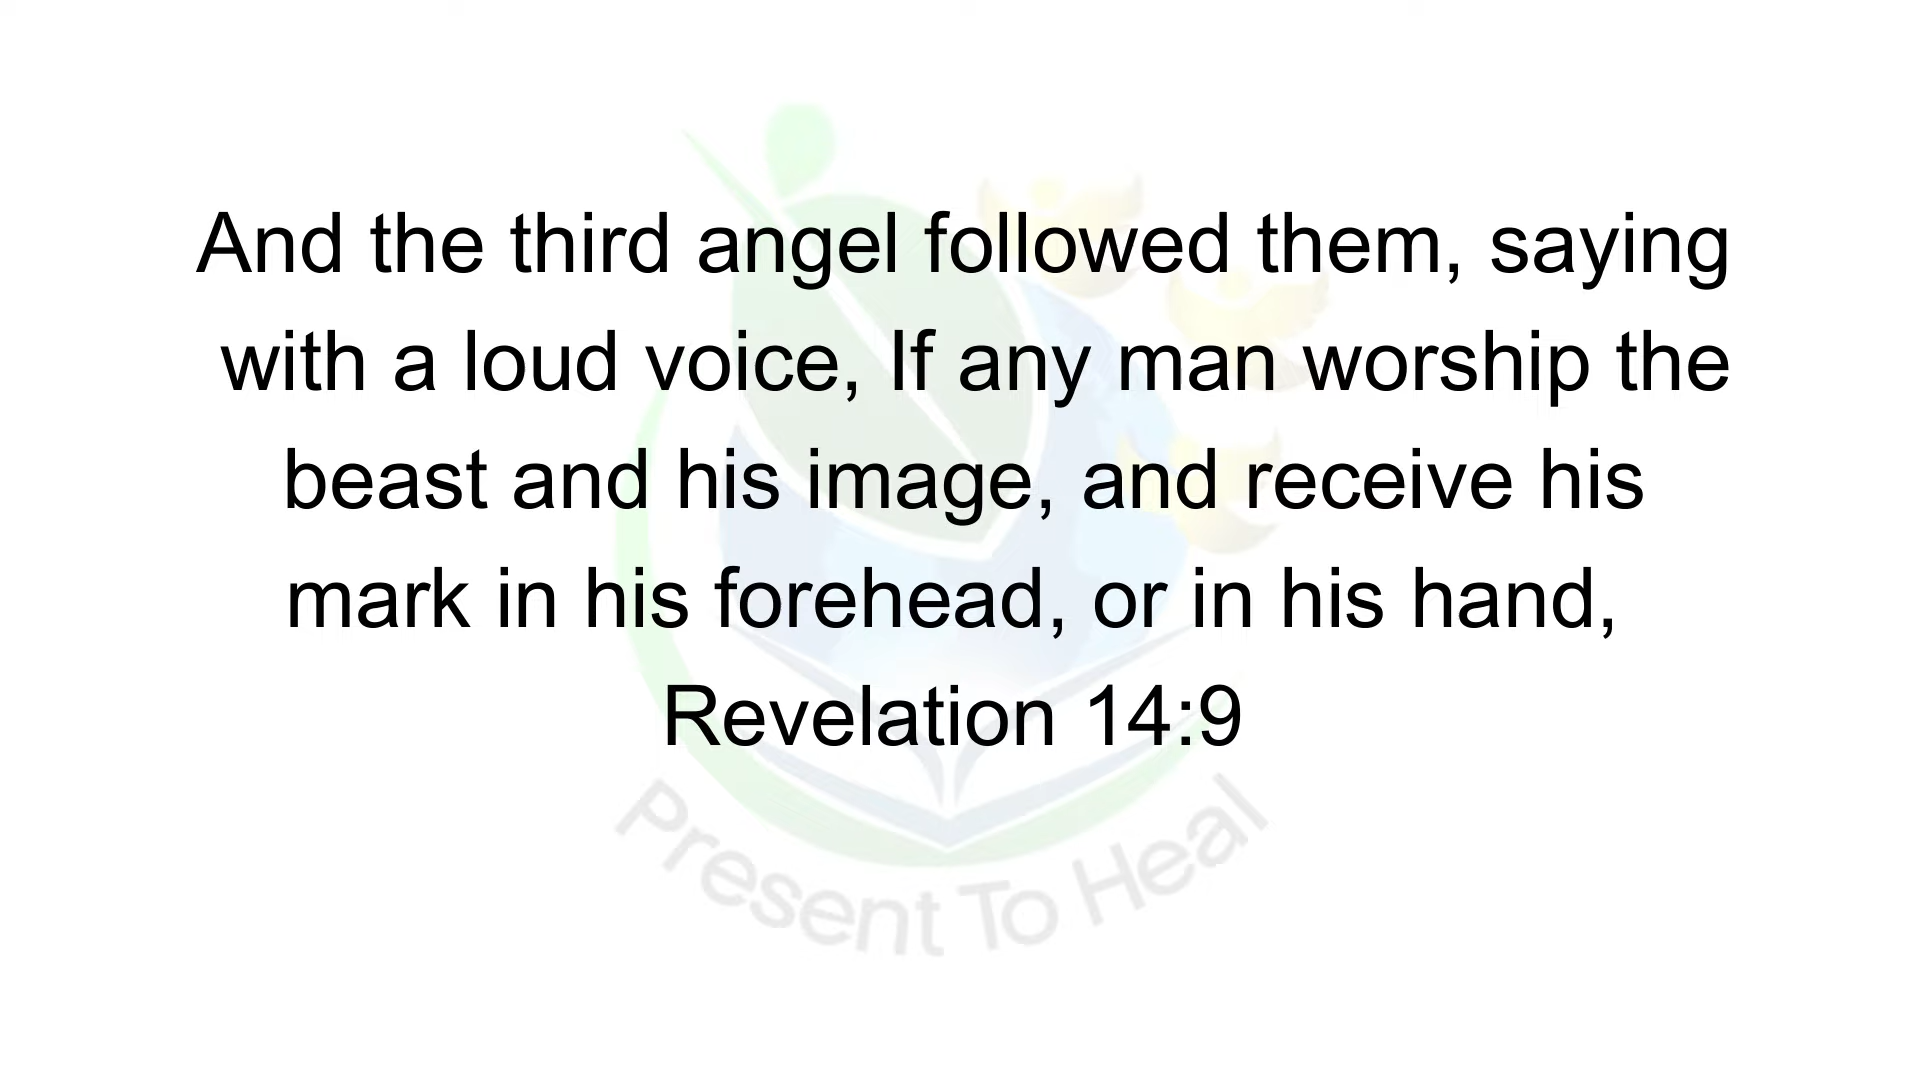 And the third angel followed them, saying
with a loud voice, If any man worship the
beast and his image, and receive his
mark in his forehead, or in his hand,
Revelation 14:9
Present To Heal